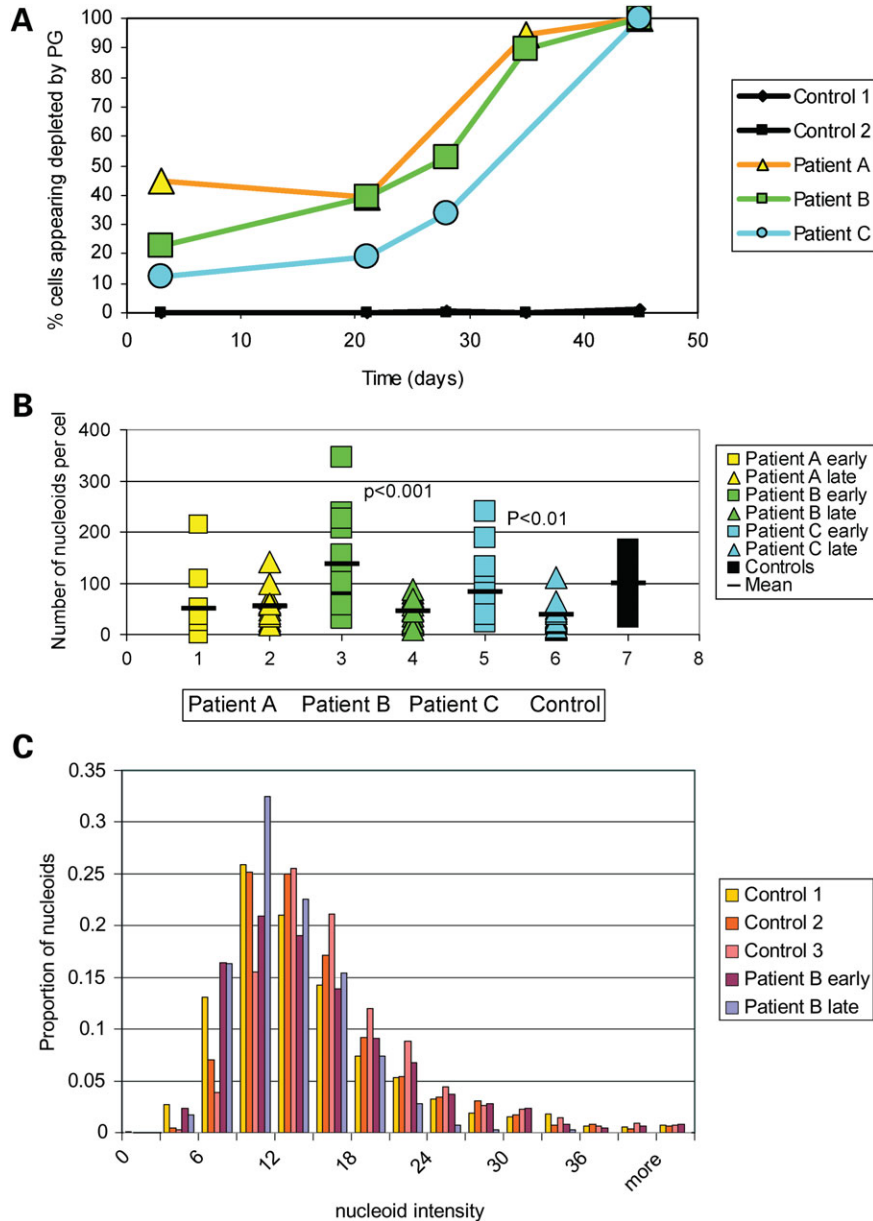 A
% cells appearing depleted by PG
100
90
80
70
60
50
40
30
20
10
0
0 10 20 30 40 50
Time (days)
Control 1
Control 2
Patient A
Patient B
Patient C
B
Number of nucleoids per cel
400
300
200
100
0
p<0.001
P<0.01
0 1 2 3 4 5 6 7 8
Patient A Patient B Patient C Control
Patient A early
Patient A late
Patient B early
Patient B late
Patient C early
Patient C late
Controls
Mean
C
Proportion of nucleoids
0.35
0.3
0.25
0.2
0.15
0.1
0.05
0
0 6 12 18 24 30 36 more
nucleoid intensity
Control 1
Control 2
Control 3
Patient B early
Patient B late